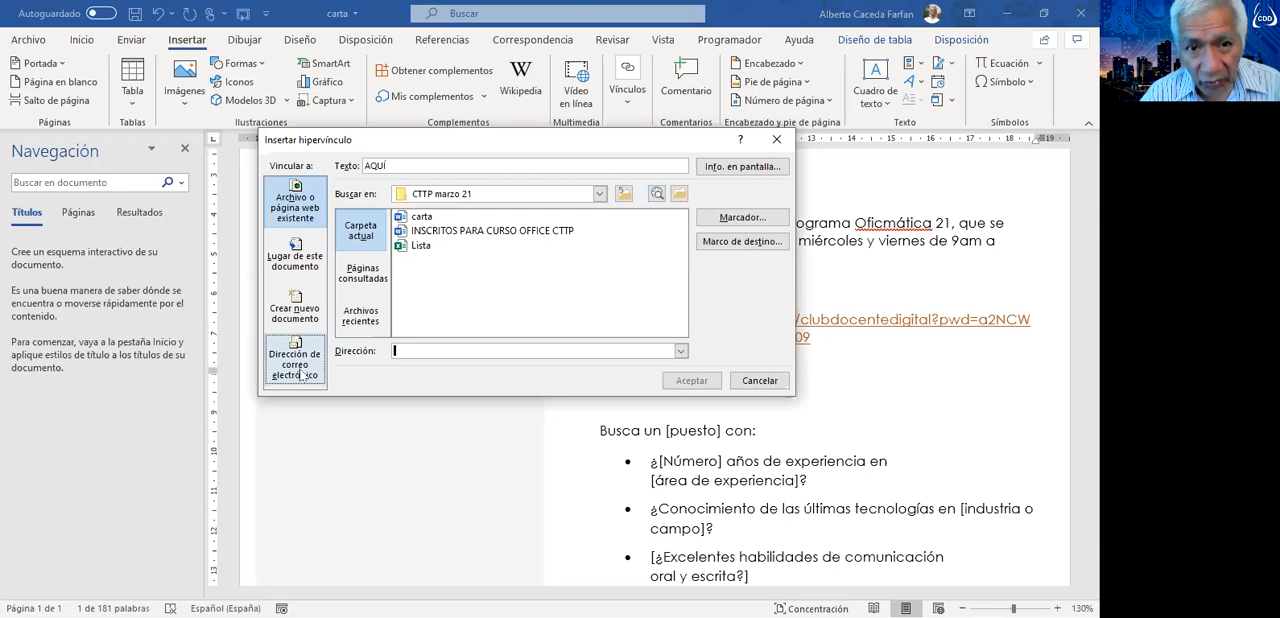 Autoguardado
carta
Buscar
Alberto Caceda Farfan
CDD
Archivo
Inicio
Enviar
Insertar
Dibujar
Diseño
Disposición
Referencias
Correspondencia
Revisar
Vista
Programador
Ayuda
Diseño de tabla
Disposición
Portada
Página en blanco
Salto de página
Páginas
Tabla
Tablas
Imágenes
Formas
Iconos
Modelos 3D
SmartArt
Gráfico
Captura
Ilustraciones
Obtener complementos
Mis complementos
Wikipedia
Complementos
Vídeo
en línea
Multimedia
Vínculos
Comentario
Comentarios
Encabezado
Pie de página
Número de página
Encabezado y pie de página
Cuadro de
texto
Texto
Ecuación
Símbolo
Símbolos
Navegación
Buscar en documento
Títulos
Páginas
Resultados
Cree un esquema interactivo de su
documento.
Es una buena manera de saber dónde se
encuentra o moverse rápidamente por el
contenido.
Para comenzar, vaya a la pestaña Inicio y
aplique estilos de título a los títulos de su
documento.
Insertar hipervínculo
Vincular a:
Texto:
AQUÍ
Info. en pantalla...
Archivo o
página web
existente
Lugar de este
documento
Crear nuevo
documento
Dirección de
correo
electrónico
Buscar en:
CTTP marzo 21
Carpeta
actual
Páginas
consultadas
Archivos
recientes
carta
INSCRITOS PARA CURSO OFFICE CTTP
Lista
Marcador...
Marco de destino...
Dirección:
Aceptar
Cancelar
13 14 15 16 17 18 19
ograma Oficmática 21, que se
miércoles y viernes de 9am a
/clubdocentedigital?pwd=a2NCW
09
Busca un [puesto] con:
• ¿[Número] años de experiencia en
[área de experiencia]?
• ¿Conocimiento de las últimas tecnologías en [industria o
campo]?
• [¿Excelentes habilidades de comunicación
oral y escrita?]
Página 1 de 1
1 de 181 palabras
Español (España)
Concentración
130%